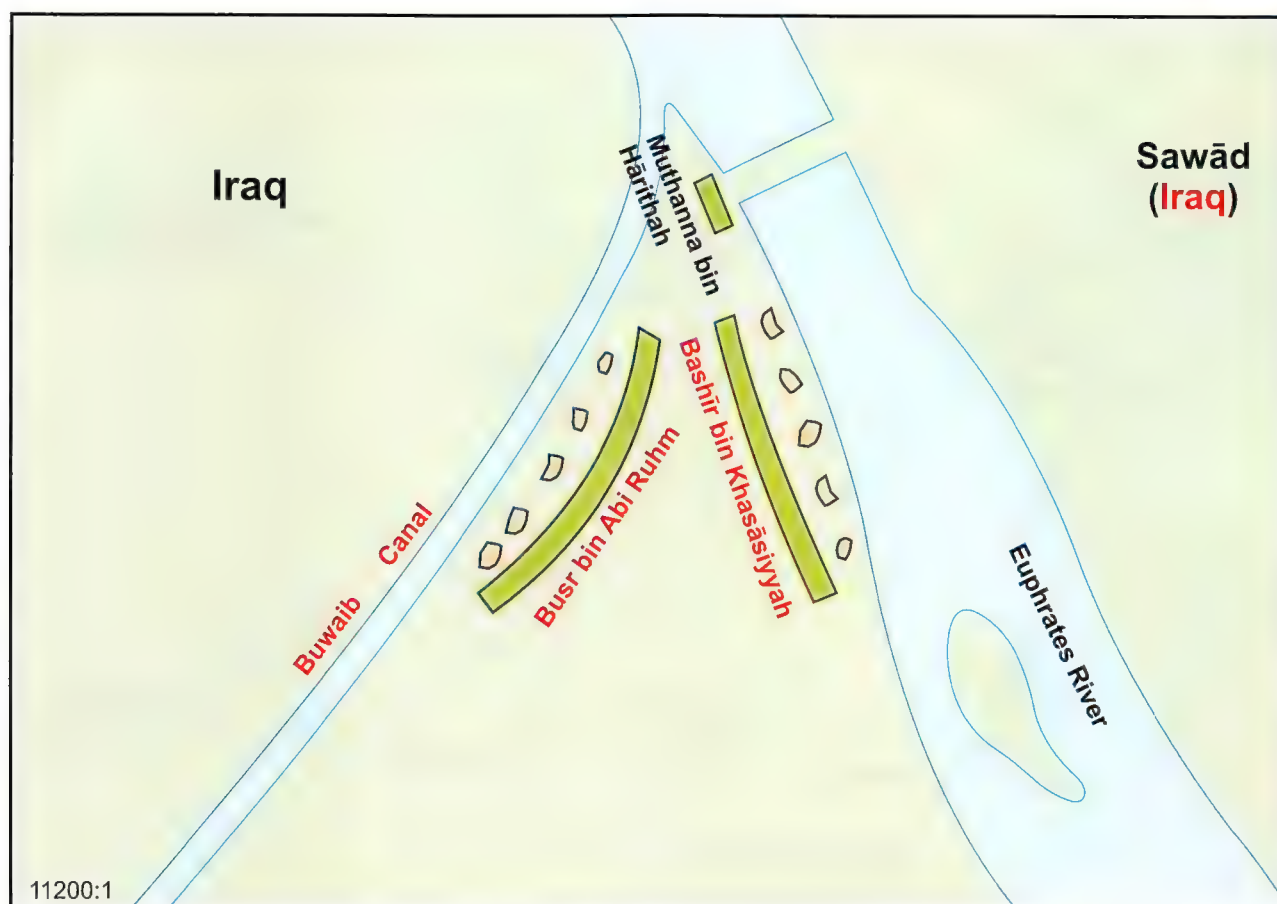 Iraq
Sawād
(Iraq)
Muthanna bin
Hārithah
Bashīr bin Khasāsiyyah
Busr bin Abi Ruhm
Buwaib Canal
Euphrates River
11200:1